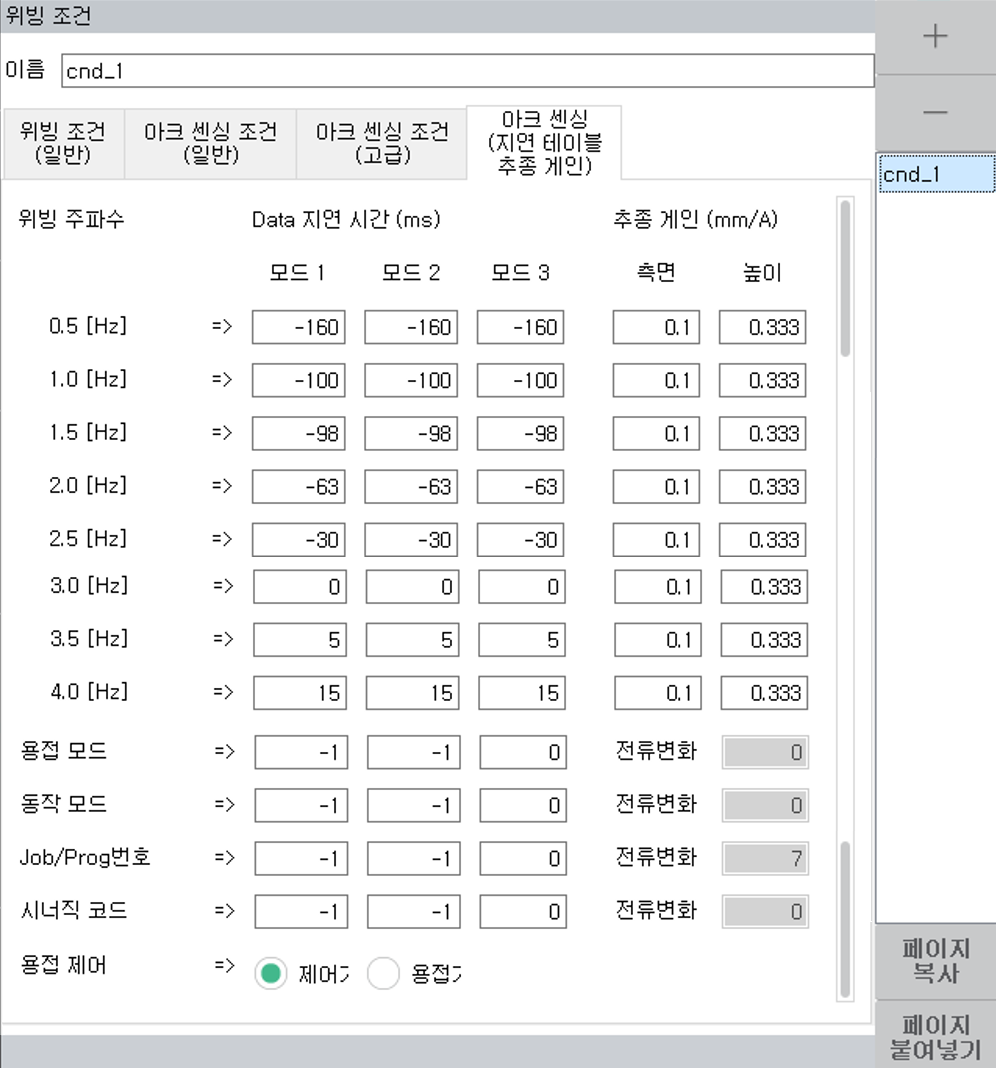 위빙 조건
이름 cnd_1
위빙 조건
(일반)
아크 센싱 조건
(일반)
아크 센싱 조건
(고급)
아크 센싱
(지연 테이블
추종 게인)
위빙 주파수 Data 지연 시간 (ms) 추종 게인 (mm/A)
모드 1 모드 2 모드 3 측면 높이
0.5 [Hz] => -160 -160 -160 0.1 0.333
1.0 [Hz] => -100 -100 -100 0.1 0.333
1.5 [Hz] => -98 -98 -98 0.1 0.333
2.0 [Hz] => -63 -63 -63 0.1 0.333
2.5 [Hz] => -30 -30 -30 0.1 0.333
3.0 [Hz] => 0 0 0 0.1 0.333
3.5 [Hz] => 5 5 5 0.1 0.333
4.0 [Hz] => 15 15 15 0.1 0.333
용접 모드 => -1 -1 0 전류변화 0
동작 모드 => -1 -1 0 전류변화 0
Job/Prog번호 => -1 -1 0 전류변화 7
시너직 코드 => -1 -1 0 전류변화 0
용접 제어 =>
+
－
cnd_1
페이지
복사
페이지
붙여넣기